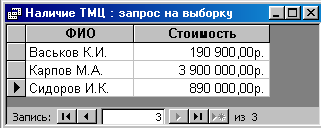 Наличие ТМЦ : запрос на выборку
ФИО Стоимость
Васьков К.И. 190 900,00р.
Карпов М.А. 3 900 000,00р.
Сидоров И.К. 890 000,00р.
Запись: 3 из 3